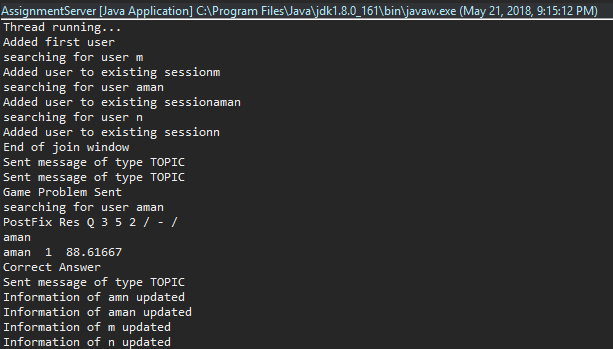 AssignmentServer [Java Application] C:\Program Files\Java\jdk1.8.0_161\bin\javaw.exe (May 21, 2018, 9:15:12 PM)
Thread running...
Added first user
searching for user m
Added user to existing sessionm
searching for user aman
Added user to existing sessionaman
searching for user n
Added user to existing sessionn
End of join window
Sent message of type TOPIC
Sent message of type TOPIC
Game Problem Sent
searching for user aman
PostFix Res Q 3 5 2 / - /
aman
aman  1  88.61667
Correct Answer
Sent message of type TOPIC
Information of amn updated
Information of aman updated
Information of m updated
Information of n updated